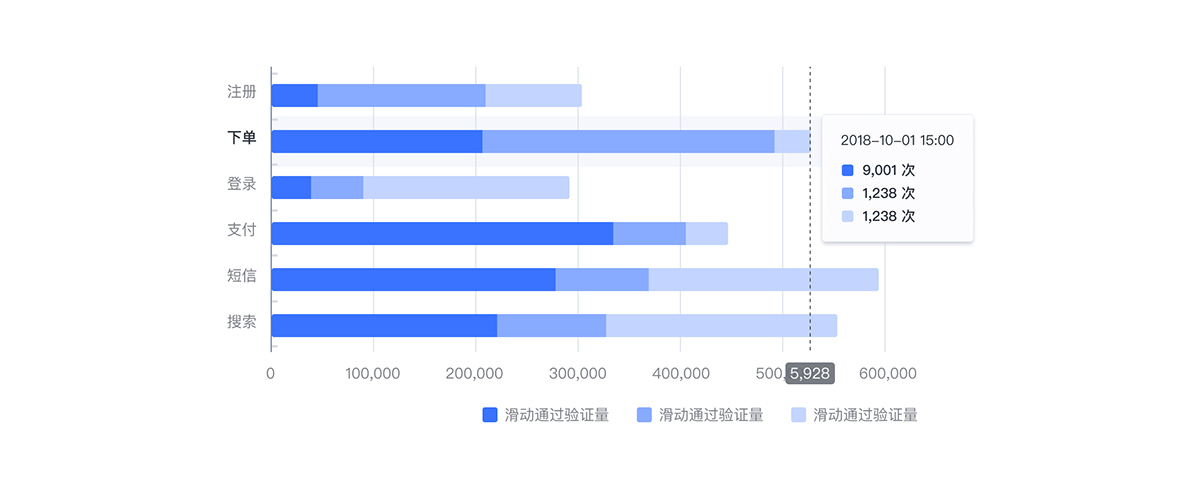 注册
下单
登录
支付
短信
搜索
2018-10-01 15:00
9,001 次
1,238 次
1,238 次
0 100,000 200,000 300,000 400,000 5,928 600,000
滑动通过验证量 滑动通过验证量 滑动通过验证量